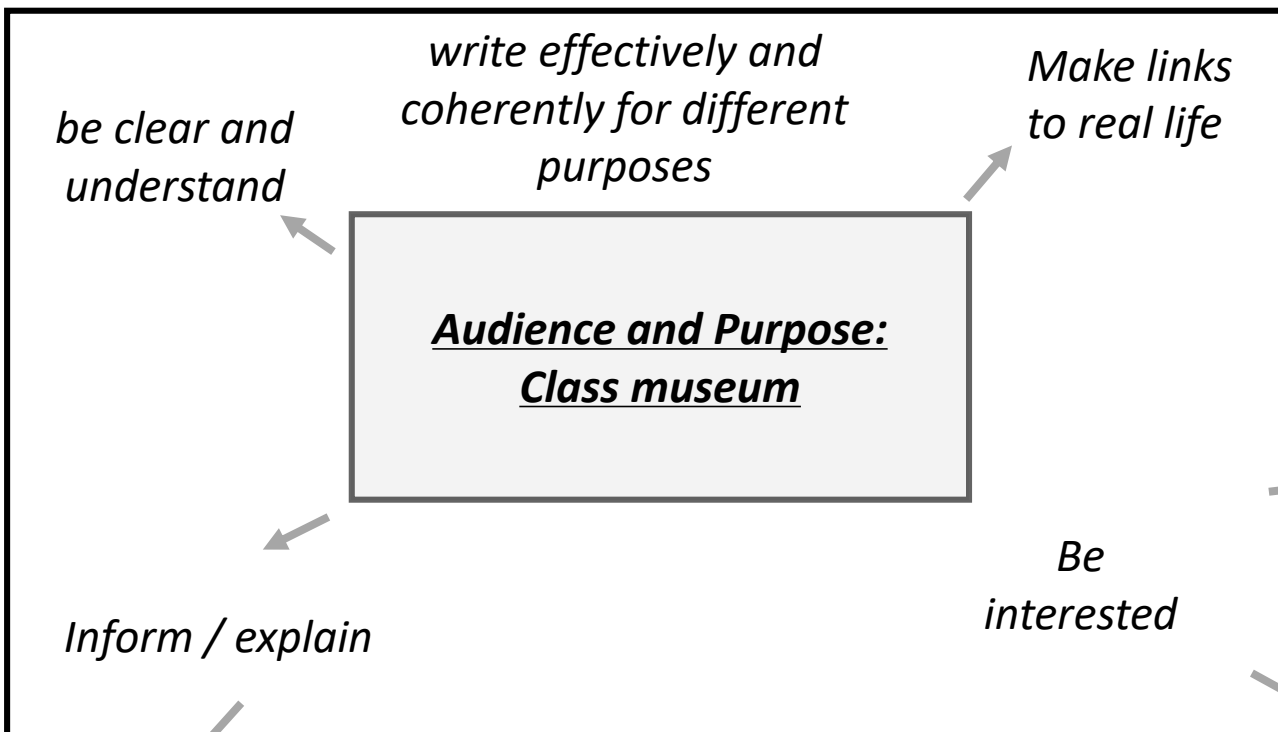 write effectively and
coherently for different
purposes
Make links
to real life
be clear and
understand
Audience and Purpose:
Class museum
Be
interested
Inform / explain